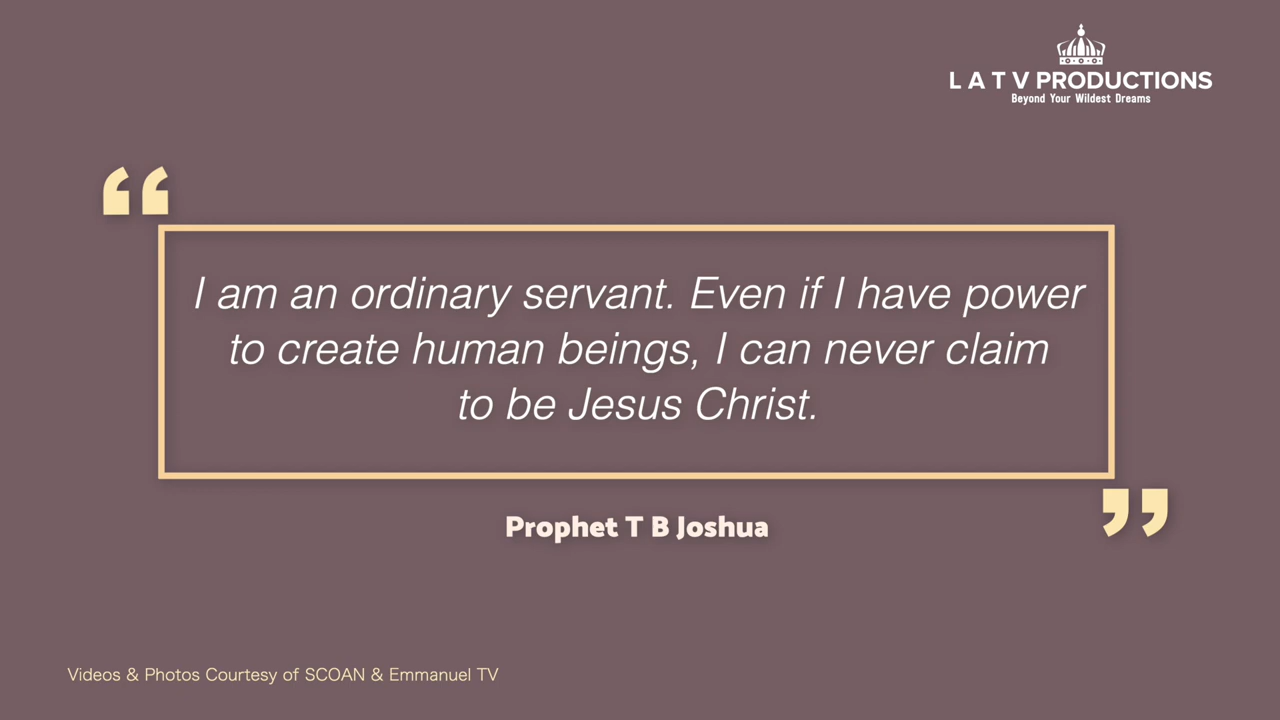 L A T V PRODUCTIONS
Beyond Your Wildest Dreams
“
I am an ordinary servant. Even if I have power
to create human beings, I can never claim
to be Jesus Christ.
”
Prophet T B Joshua
Videos & Photos Courtesy of SCOAN & Emmanuel TV